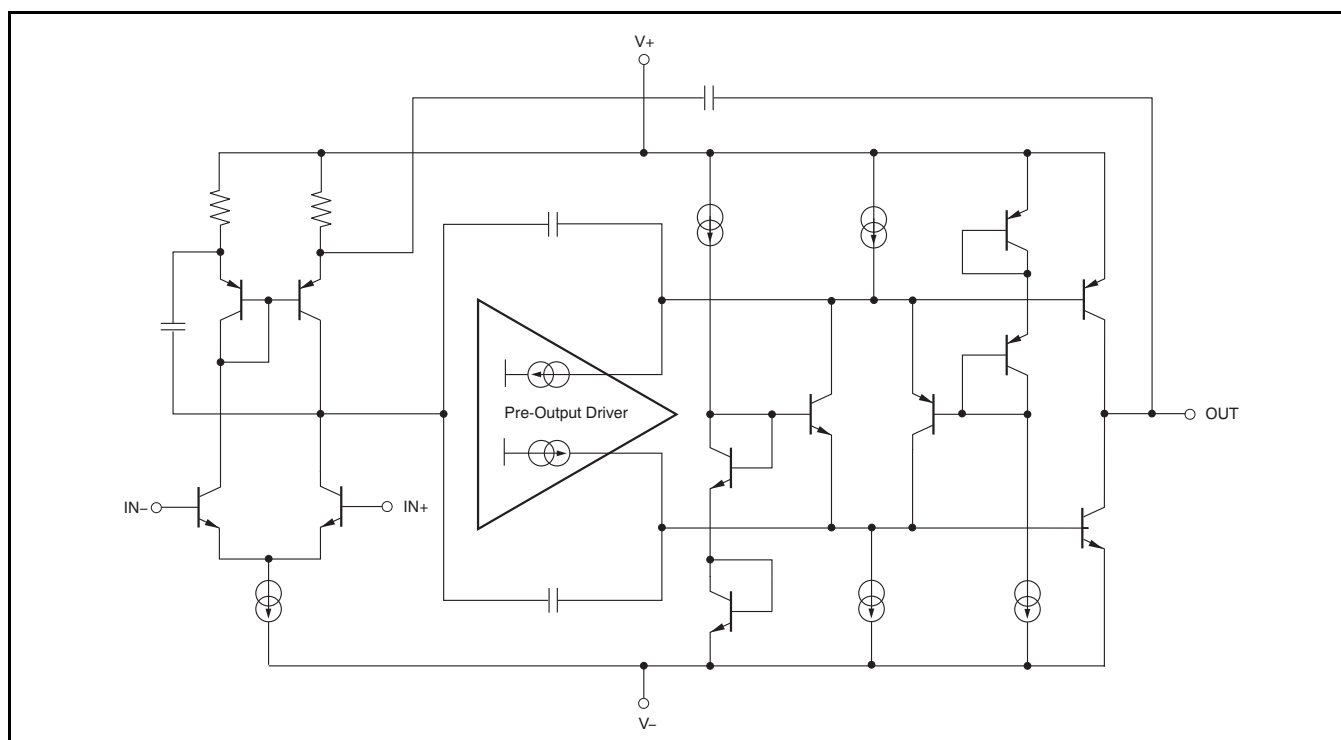 V+
Pre-Output Driver
OUT
IN–
IN+
V–